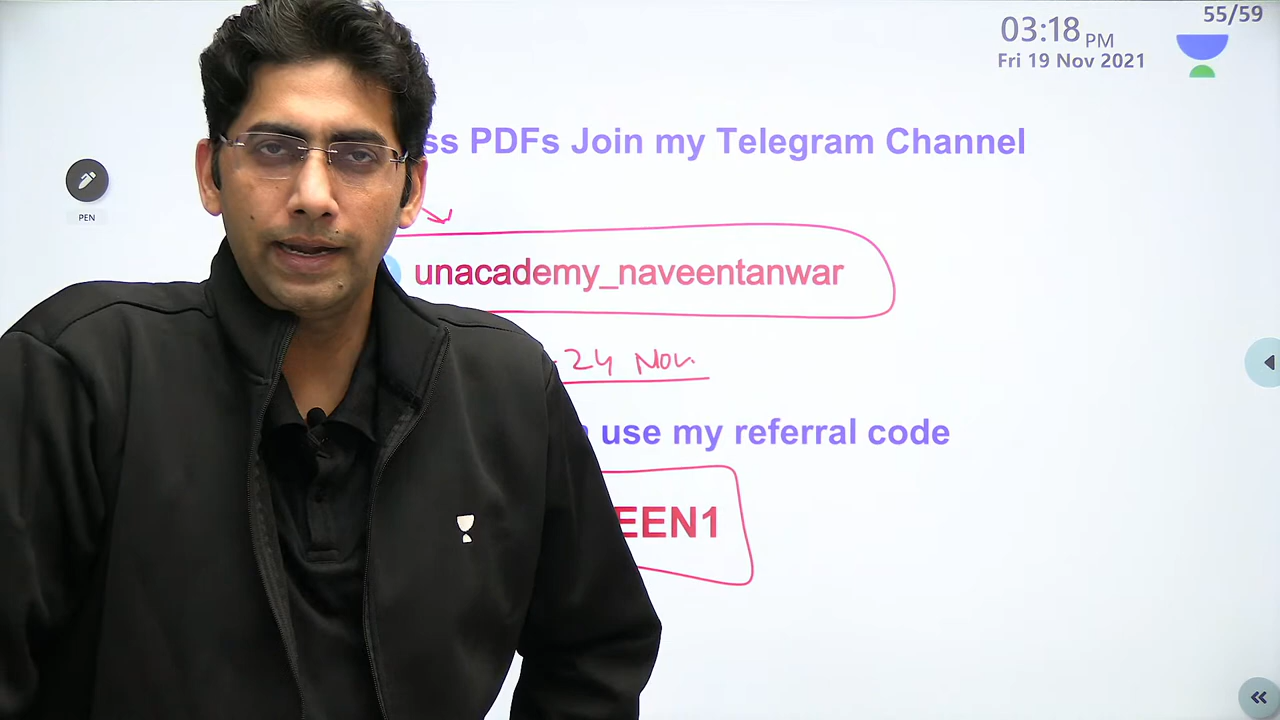 55/59
03:18 PM
Fri 19 Nov 2021
ss PDFs Join my Telegram Channel
PEN
unacademy_naveentanwar
24 Nov.
use my referral code
EEN1